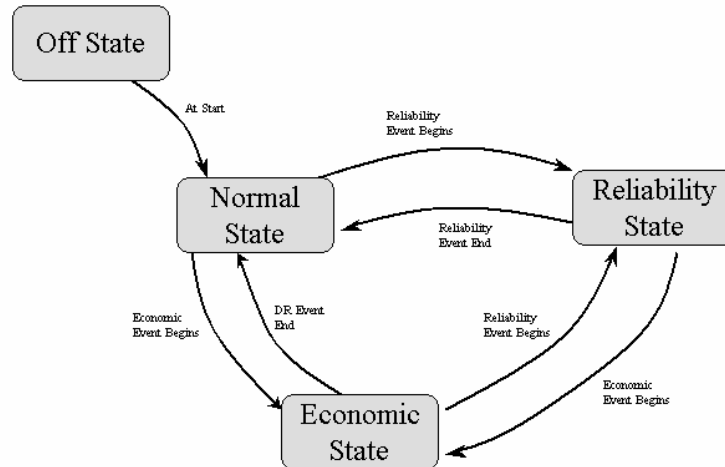 Off State
At Start
Reliability
Event Begins
Normal
State
Reliability
State
Reliability
Event End
Economic
Event Begins
DR Event
End
Reliability
Event Begins
Economic
Event Begins
Economic
State